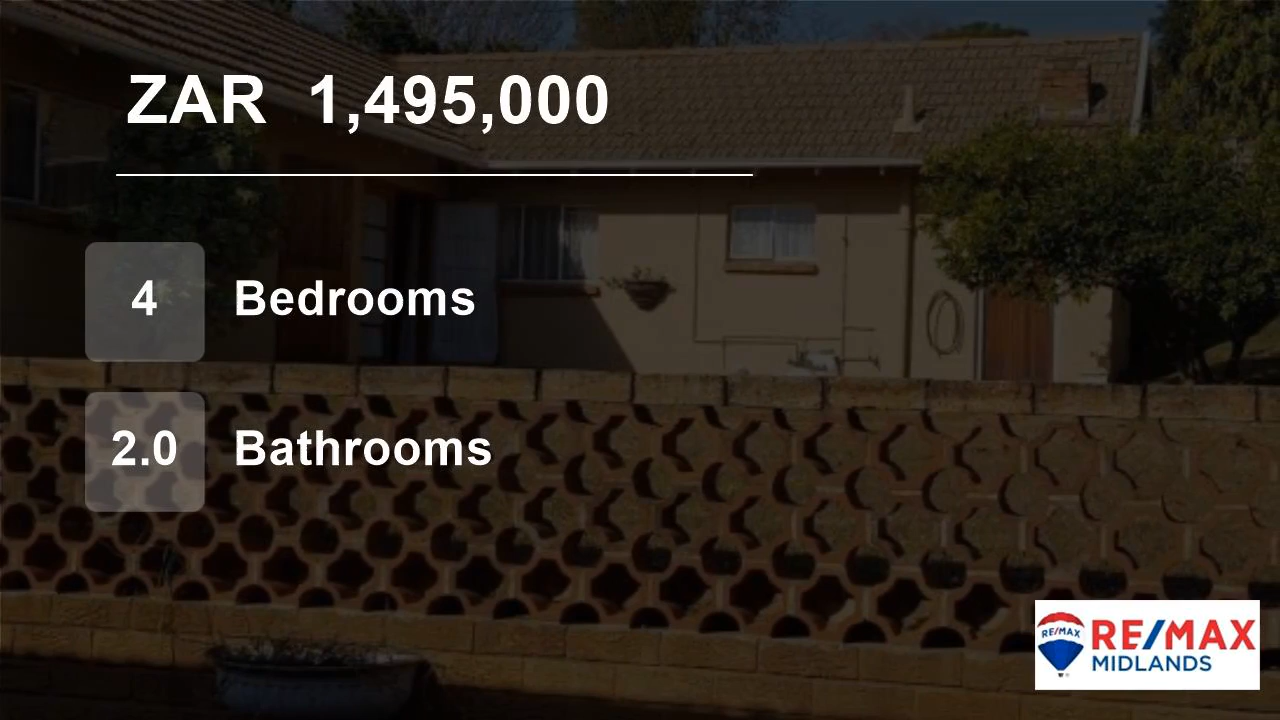 ZAR 1,495,000
4 Bedrooms
2.0 Bathrooms
RE/MAX
RE/MAX
MIDLANDS